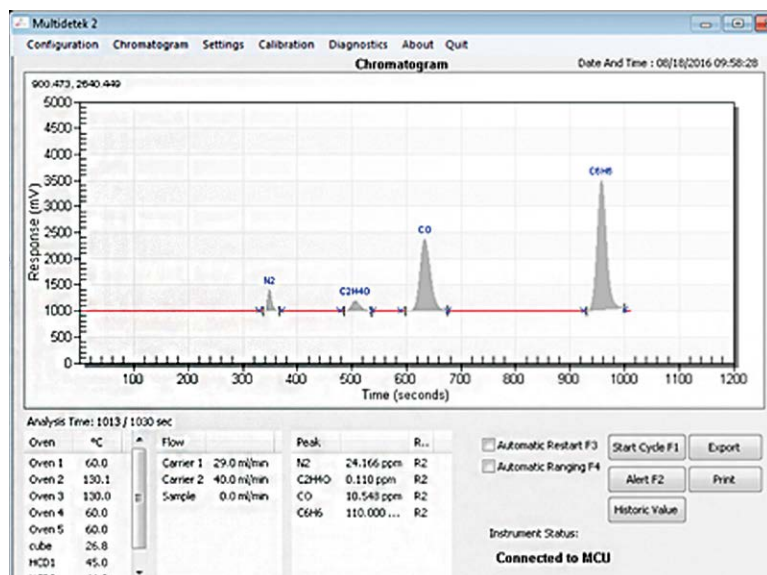 Multidetek 2
Configuration Chromatogram Settings Calibration Diagnostics About Quit
Chromatogram
Date And Time : 08/18/2016 09:58:28
900.473, 2640.449
5000
4500
4000
3500
3000
2500
2000
1500
1000
500
0
Response (mV)
N2
C2H4O
CO
C6H6
100 200 300 400 500 600 700 800 900 1000 1100 1200
Time (seconds)
Analysis Time: 1013 / 1030 sec
Oven °C Flow Peak R...
Oven 1 60.0 Carrier 1 29.0 ml/min N2 24.166 ppm R2
Oven 2 130.1 Carrier 2 40.0 ml/min C2H4O 0.110 ppm R2
Oven 3 130.0 Sample 0.0 ml/min CO 10.548 ppm R2
Oven 4 60.0 C6H6 110.000 ... R2
Oven 5 60.0
cube 26.8
HCD1 45.0
Automatic Restart F3
Automatic Ranging F4
Start Cycle F1 Export
Alert F2 Print
Historic Value
Instrument Status:
Connected to MCU